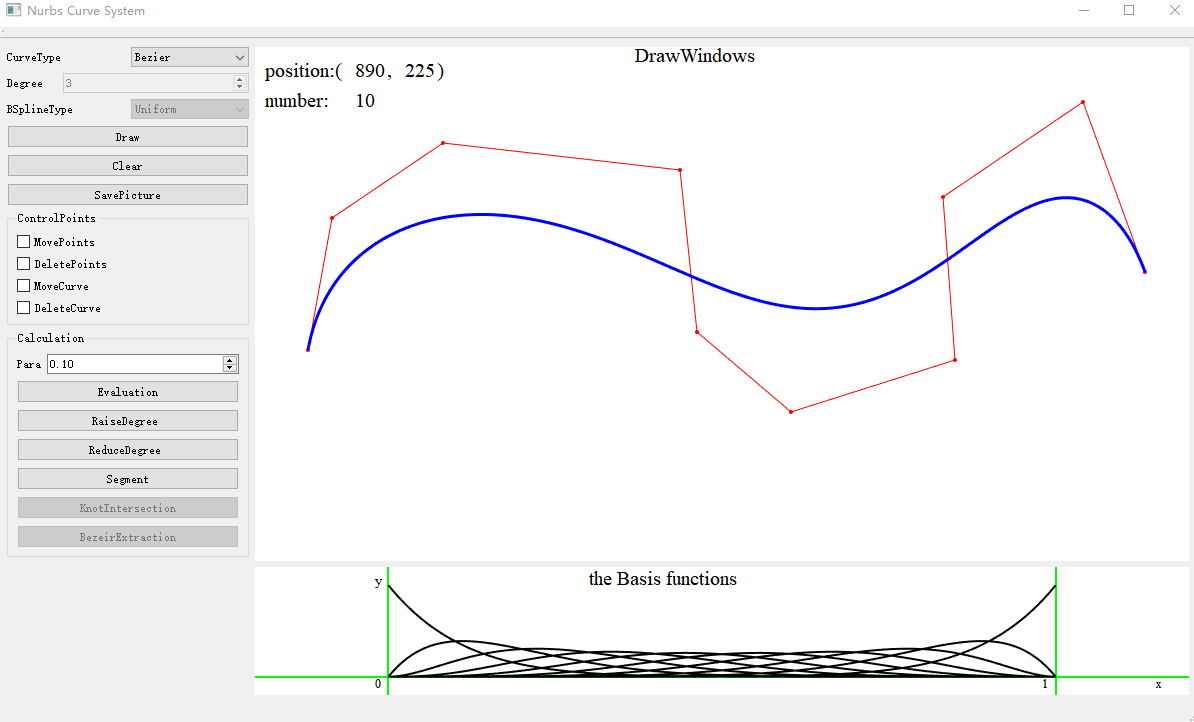 Nurbs Curve System
CurveType Bezier
Degree 3
BSplineType Uniform
Draw
Clear
SavePicture
ControlPoints
MovePoints
DeletePoints
MoveCurve
DeleteCurve
Calculation
Para 0.10
Evaluation
RaiseDegree
ReduceDegree
Segment
KnotIntersection
BezeirExtraction
DrawWindows
position:( 890, 225)
number: 10
the Basis functions
y
0
1
x